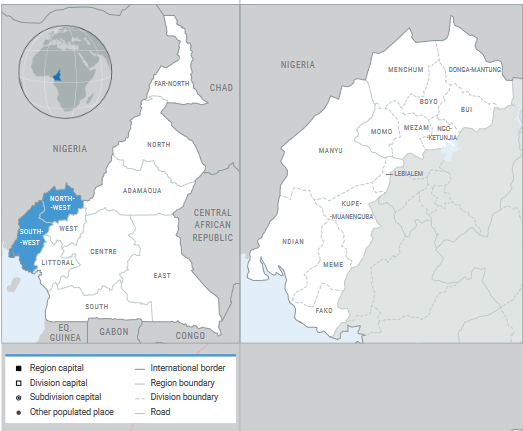 FAR-NORTH
CHAD
NIGERIA
NORTH
ADAMAOUA
NORTH-
-WEST
SOUTH-
-WEST
WEST
LITTORAL
CENTRE
CENTRAL
AFRICAN
REPUBLIC
EAST
SOUTH
EQ.
GUINEA
GABON
CONGO
NIGERIA
MENCHUM
DONGA-MANTUNG
BOYO
BUI
MOMO
MEZAM
NGO-
-KETUNJIA
MANYU
LEBIALEM
KUPE-
-MUANENGUBA
NDIAN
MEME
FAKO
Region capital
Division capital
Subdivision capital
Other populated place
International border
Region boundary
Division boundary
Road